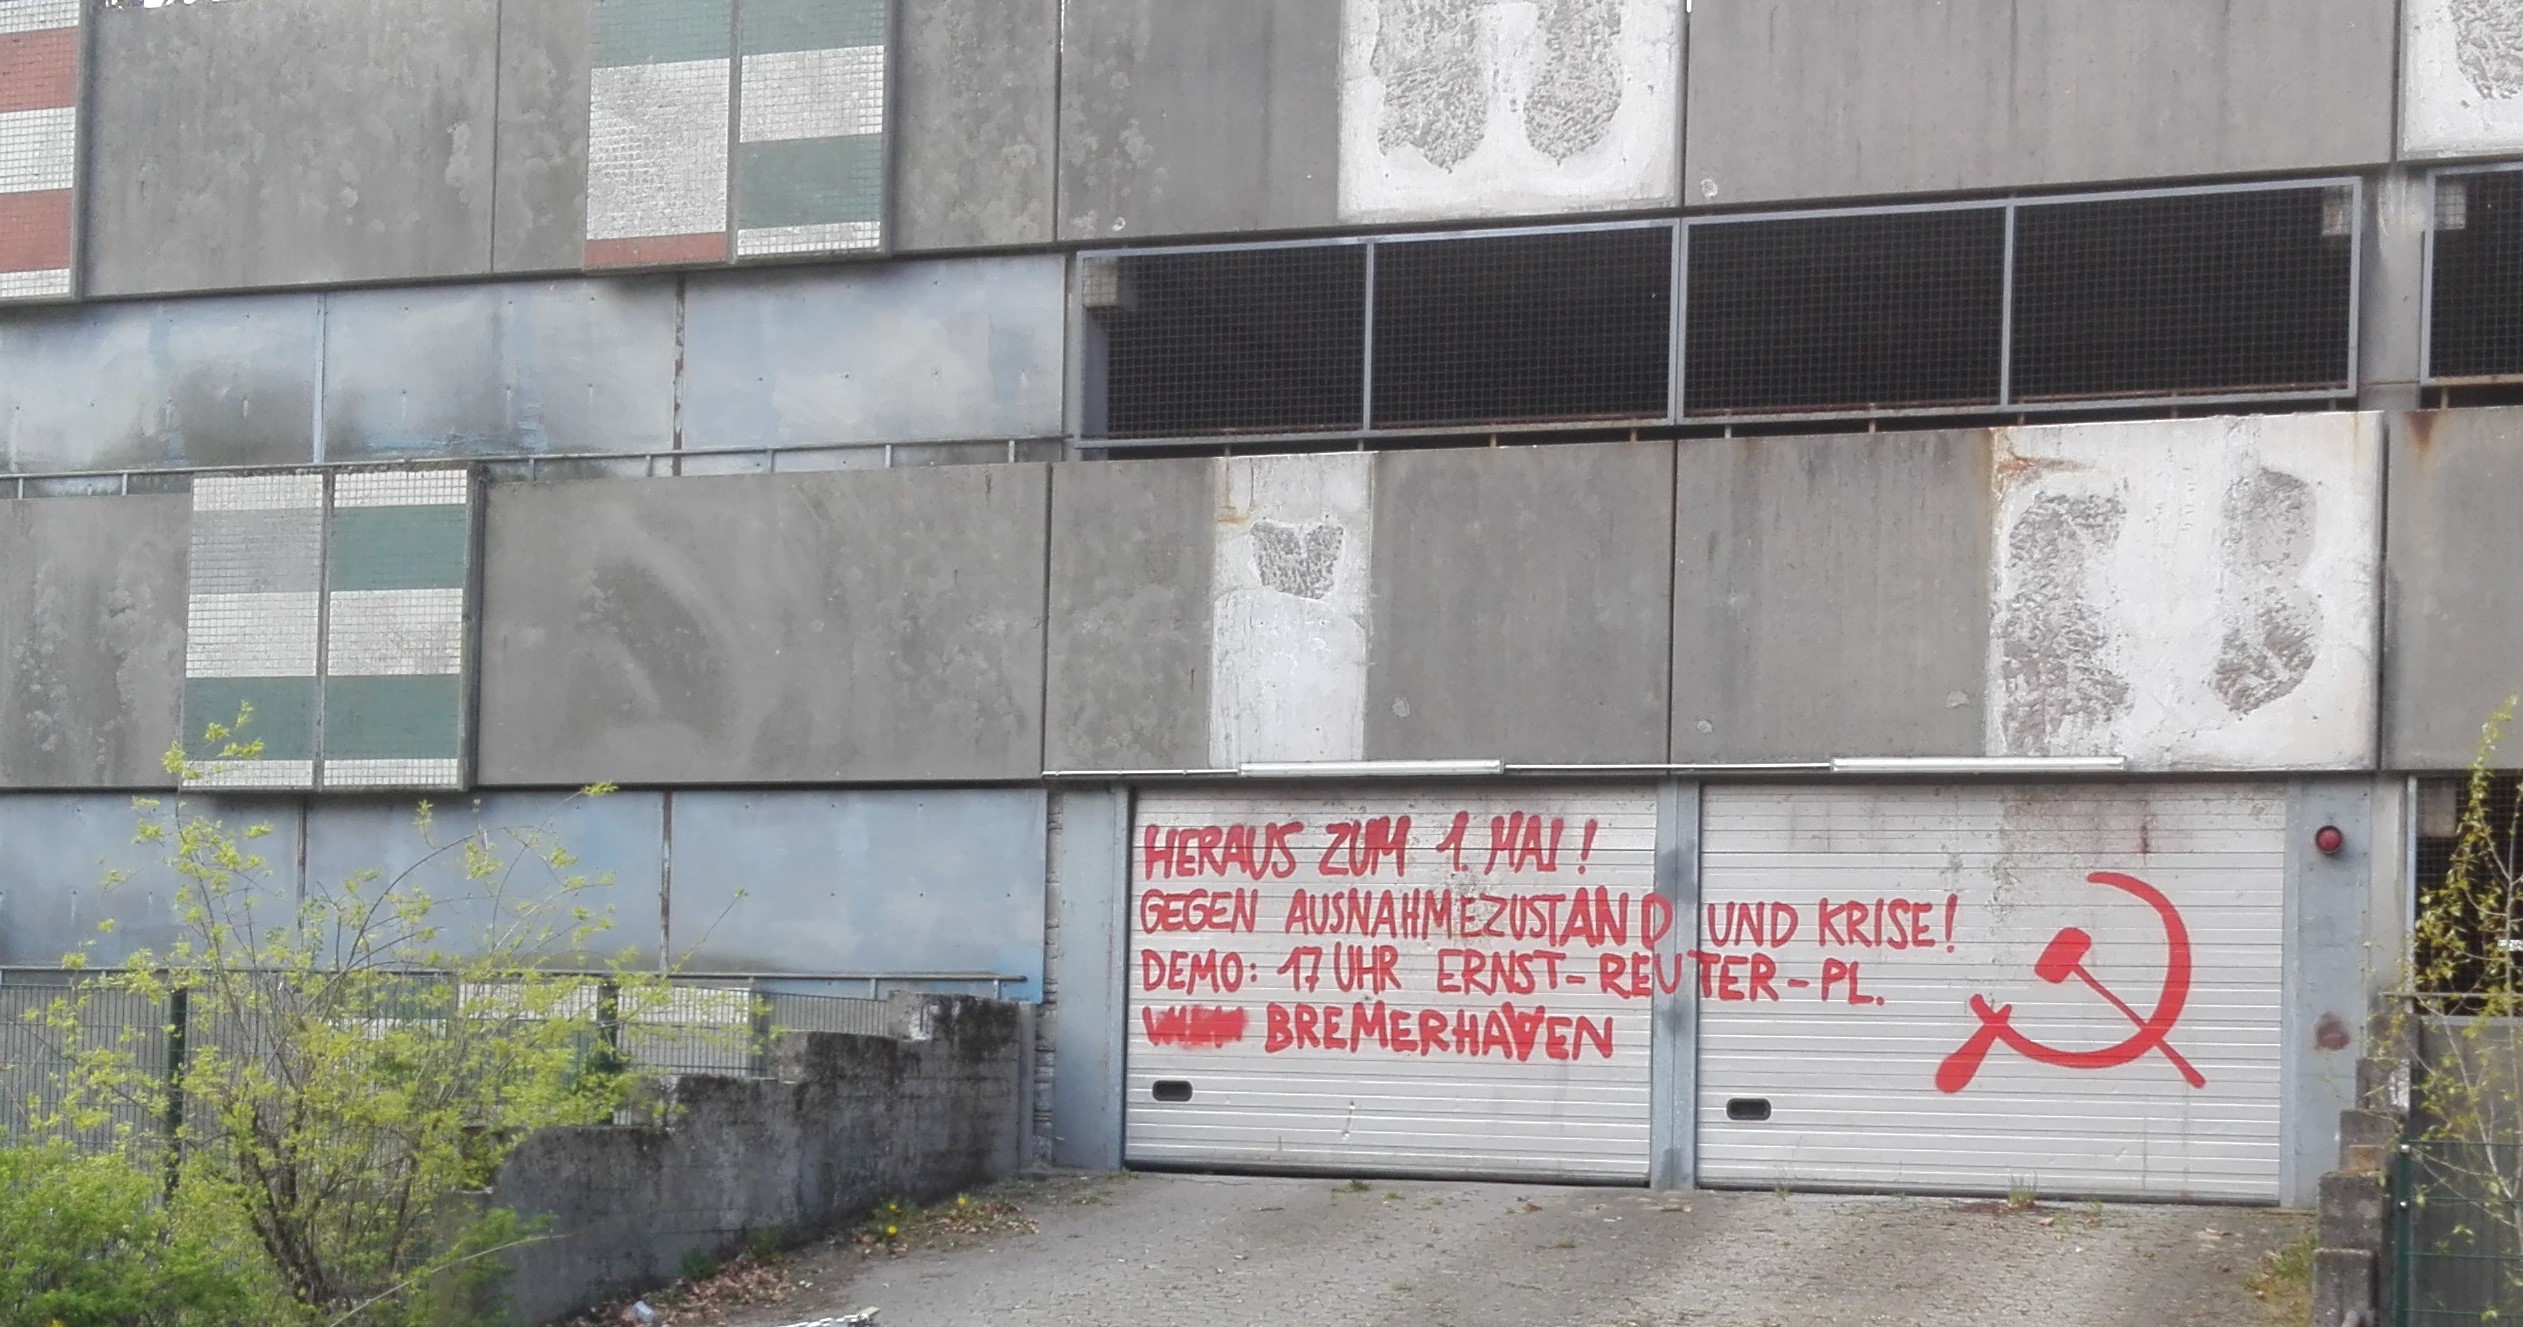 HERAUS ZUM 1. MAI!
GEGEN AUSNAHMEZUSTAND UND KRISE!
DEMO: 17 UHR ERNST-REUTER-PL.
BREMERHAVEN